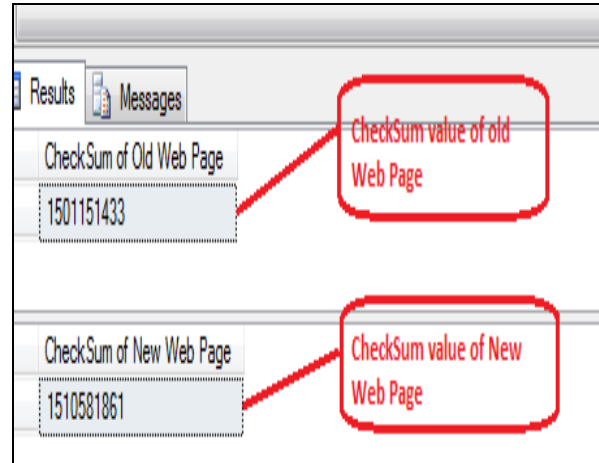 Results Messages
CheckSum value of old
Web Page
CheckSum of Old Web Page
1501151433
CheckSum of New Web Page
1510581861
CheckSum value of New
Web Page